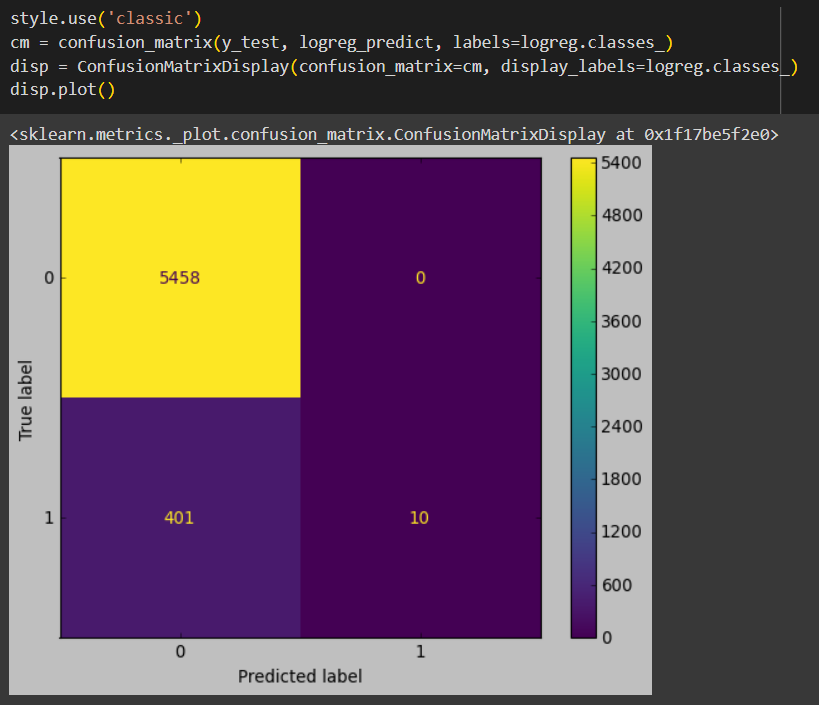 style.use('classic')
cm = confusion_matrix(y_test, logreg_predict, labels=logreg.classes_)
disp = ConfusionMatrixDisplay(confusion_matrix=cm, display_labels=logreg.classes_)
disp.plot()
<sklearn.metrics._plot.confusion_matrix.ConfusionMatrixDisplay at 0x1f17be5f2e0>
True label
0
1
5458
0
401
10
0
1
Predicted label
5400
4800
4200
3600
3000
2400
1800
1200
600
0